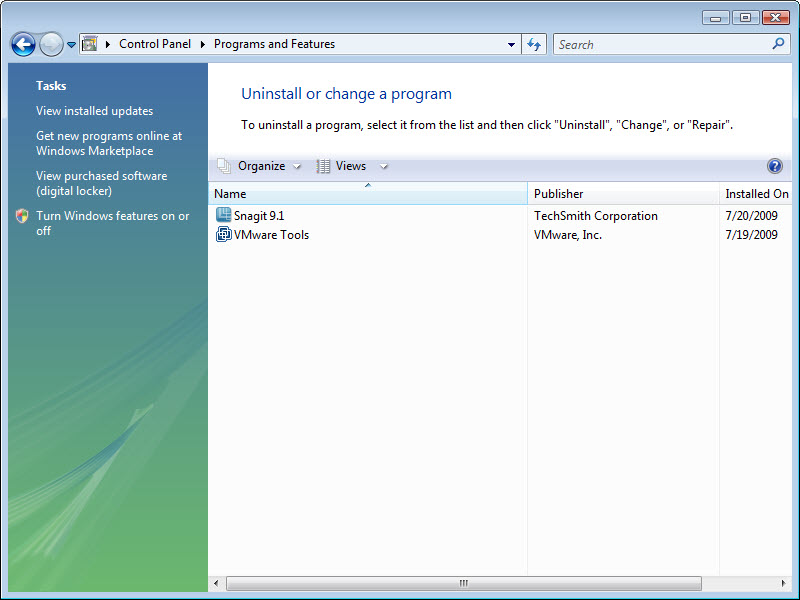 Control Panel Programs and Features
Search
Tasks
View installed updates
Get new programs online at
Windows Marketplace
View purchased software
(digital locker)
Turn Windows features on or
off
Uninstall or change a program
To uninstall a program, select it from the list and then click "Uninstall", "Change", or "Repair".
Organize Views
Name Publisher Installed On
Snagit 9.1 TechSmith Corporation 7/20/2009
VMware Tools VMware, Inc. 7/19/2009